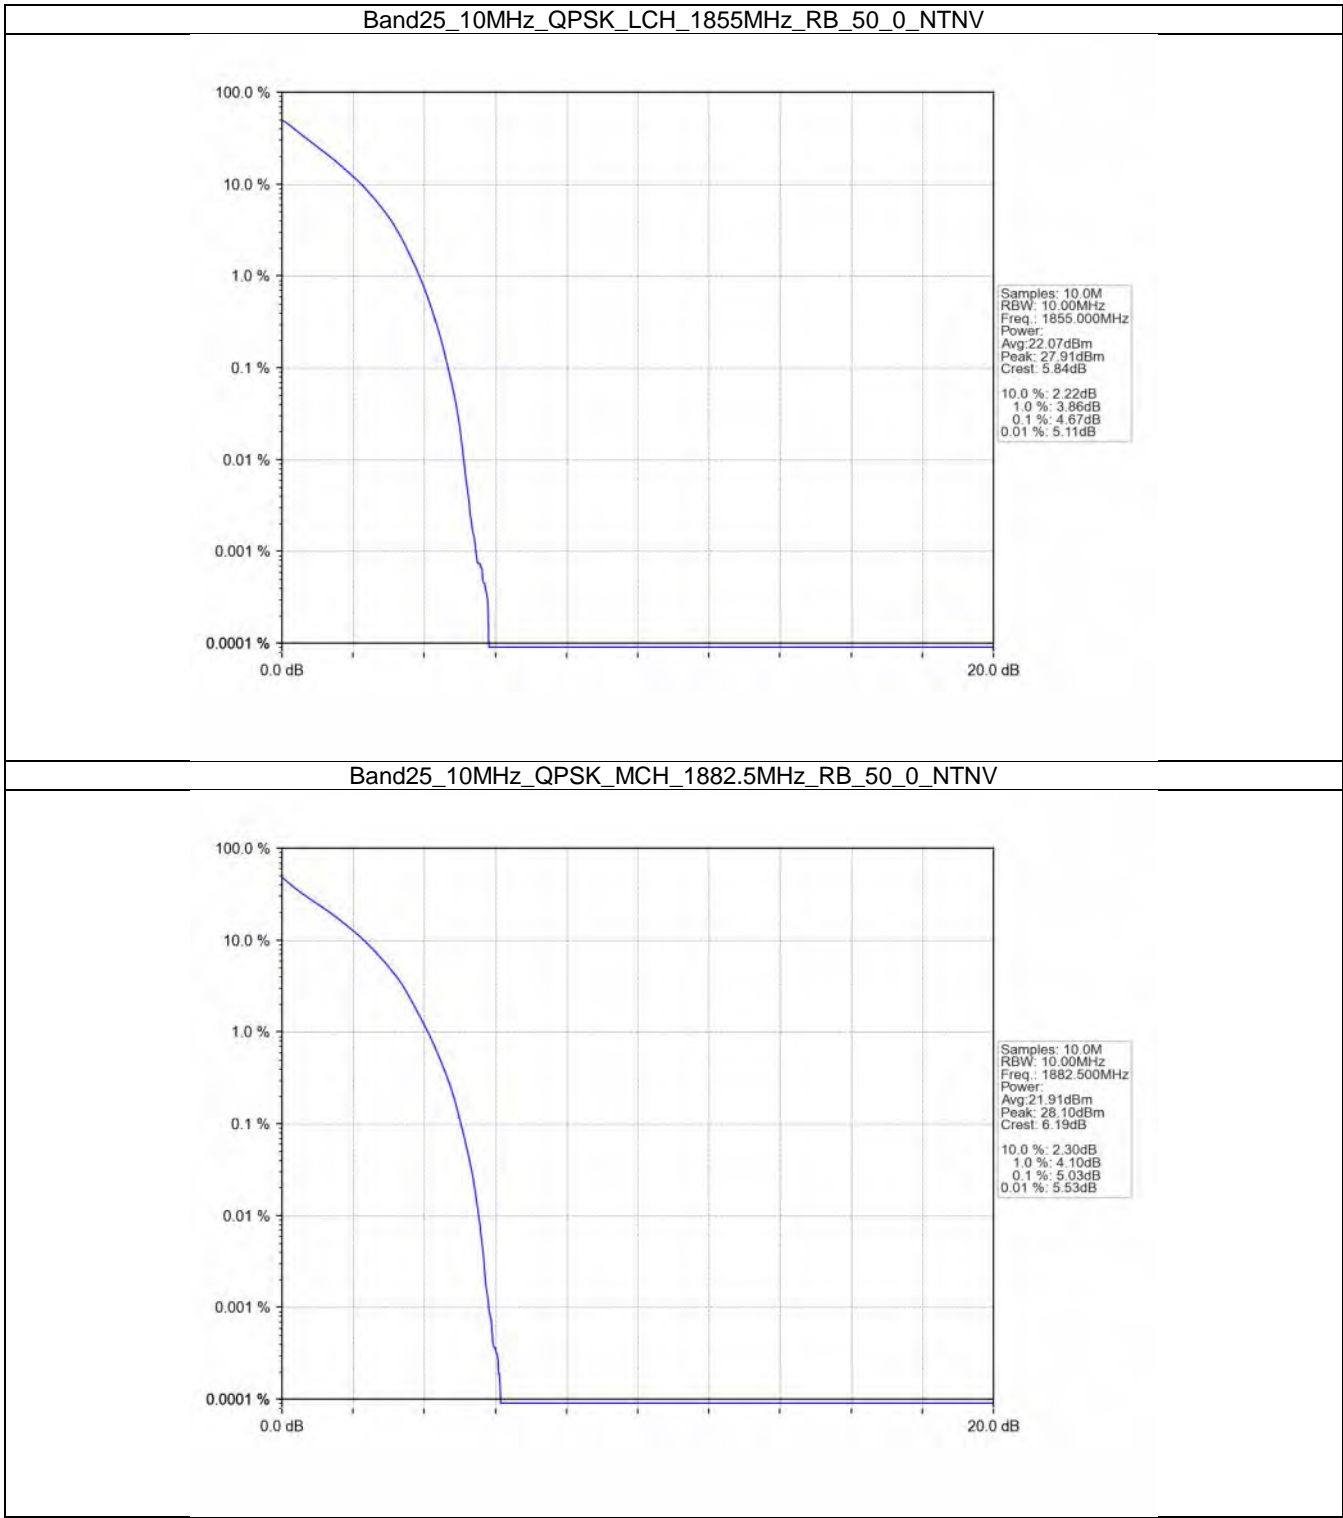 Band25_10MHz_QPSK_LCH_1855MHz_RB_50_0_NTNV
100.0 %
10.0 %
1.0 %
0.1 %
0.01 %
0.001 %
0.0001 %
0.0 dB
20.0 dB
Samples: 10.0M
RBW: 10.00MHz
Freq.: 1855.000MHz
Power:
Avg:22.07dBm
Peak: 27.91dBm
Crest: 5.84dB
10.0 %: 2.22dB
1.0 %: 3.86dB
0.1 %: 4.67dB
0.01 %: 5.11dB
Band25_10MHz_QPSK_MCH_1882.5MHz_RB_50_0_NTNV
100.0 %
10.0 %
1.0 %
0.1 %
0.01 %
0.001 %
0.0001 %
0.0 dB
20.0 dB
Samples: 10.0M
RBW: 10.00MHz
Freq.: 1882.500MHz
Power:
Avg:21.91dBm
Peak: 28.10dBm
Crest: 6.19dB
10.0 %: 2.30dB
1.0 %: 4.10dB
0.1 %: 5.03dB
0.01 %: 5.53dB